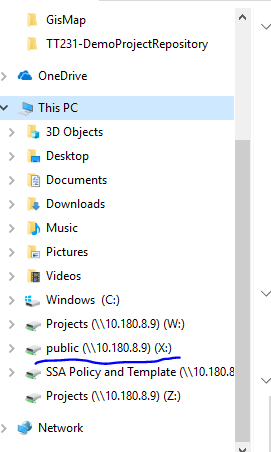 GisMap
TT231-DemoProjectRepository
OneDrive
This PC
3D Objects
Desktop
Documents
Downloads
Music
Pictures
Videos
Windows (C:)
Projects (\\10.180.8.9) (W:)
public (\\10.180.8.9) (X:)
SSA Policy and Template (\\10.180.8
Projects (\\10.180.8.9) (Z:)
Network